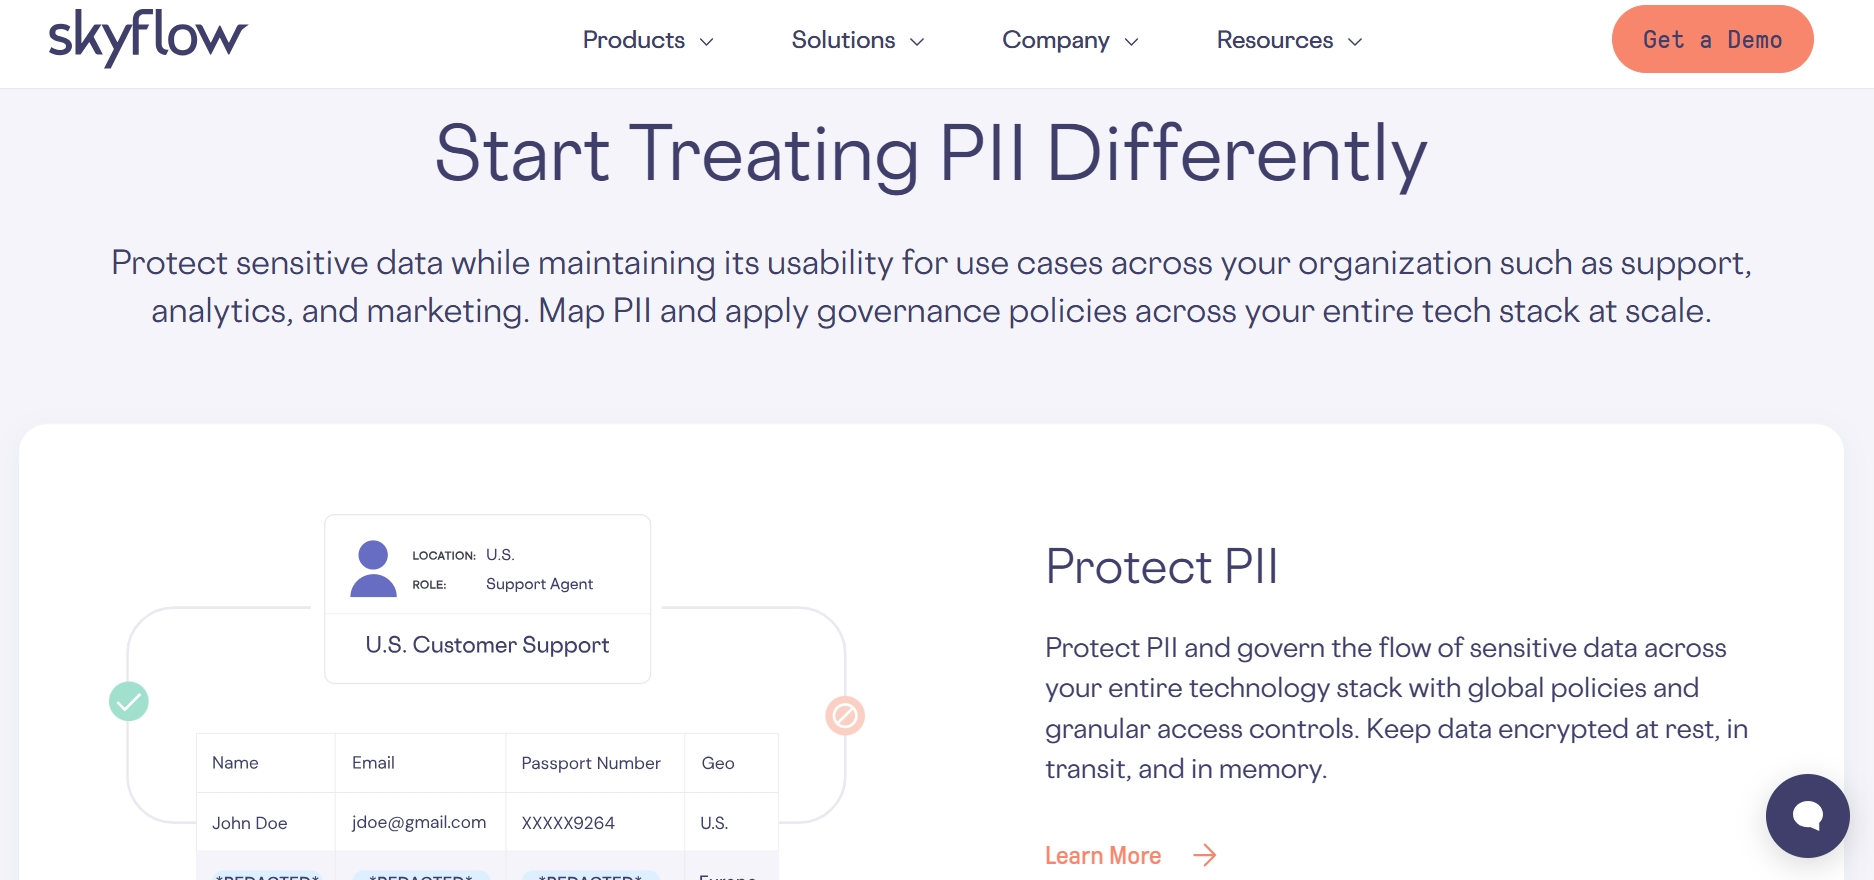 skyflow
Products
Solutions
Company
Resources
Get a Demo
Start Treating PII Differently
Protect sensitive data while maintaining its usability for use cases across your organization such as support,
analytics, and marketing. Map PII and apply governance policies across your entire tech stack at scale.
LOCATION: U.S.
ROLE: Support Agent
U.S. Customer Support
Name Email Passport Number Geo
John Doe jdoe@gmail.com XXXXX9264 U.S.
*REDACTED* *REDACTED* *REDACTED* Europe
Protect PII
Protect PII and govern the flow of sensitive data across
your entire technology stack with global policies and
granular access controls. Keep data encrypted at rest, in
transit, and in memory.
Learn More